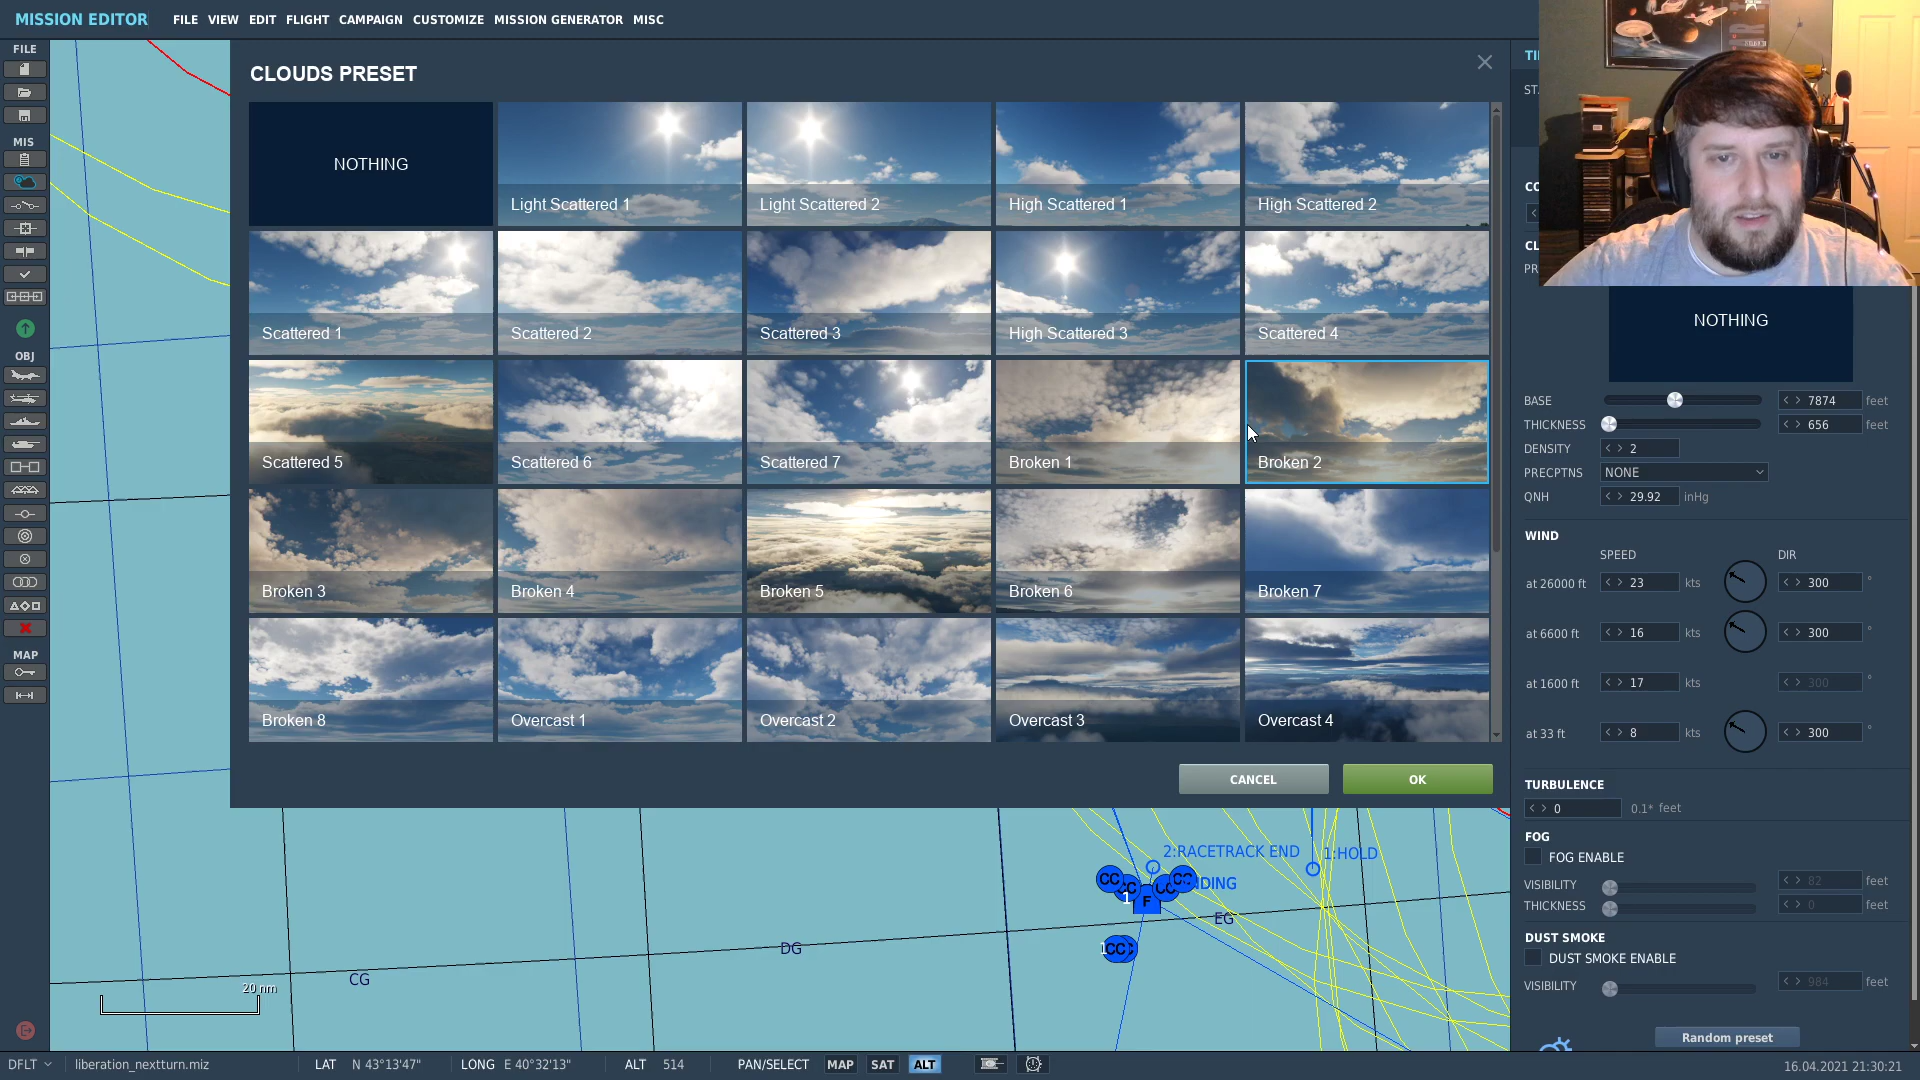 MISSION EDITOR
FILE VIEW EDIT FLIGHT CAMPAIGN CUSTOMIZE MISSION GENERATOR MISC
FILE
MIS
OBJ
MAP
CLOUDS PRESET
NOTHING
Light Scattered 1
Light Scattered 2
High Scattered 1
High Scattered 2
Scattered 1
Scattered 2
Scattered 3
High Scattered 3
Scattered 4
Scattered 5
Scattered 6
Scattered 7
Broken 1
Broken 2
Broken 3
Broken 4
Broken 5
Broken 6
Broken 7
Broken 8
Overcast 1
Overcast 2
Overcast 3
Overcast 4
CANCEL
OK
NOTHING
BASE 7874 feet
THICKNESS 656 feet
DENSITY 2
PRECPTNS NONE
QNH 29.92 inHg
WIND
SPEED DIR
at 26000 ft 23 kts 300 °
at 6600 ft 16 kts 300 °
at 1600 ft 17 kts 300 °
at 33 ft 8 kts 300 °
TURBULENCE
0 0.1* feet
FOG
FOG ENABLE
VISIBILITY 82 feet
THICKNESS 0 feet
DUST SMOKE
DUST SMOKE ENABLE
VISIBILITY 984 feet
Random preset
2:RACETRACK END
1:HOLD
CC CC
F
EG
DG
CG
20 nm
DFLT liberation_nextturn.miz LAT N 43°13'47" LONG E 40°32'13" ALT 514 PAN/SELECT MAP SAT ALT
16.04.2021 21:30:21